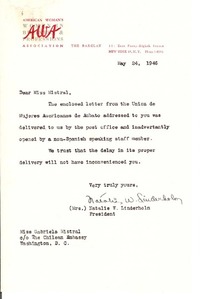 AMERICAN WOMAN'S
AWA
ASSOCIATION THE BARBIZON
May 24, 1946
Dear Miss Mistral,
The enclosed letter from the Union de
Mujeres Americanas de Ambato addressed to you was
delivered to us by the post office and inadvertently
opened by a non-Spanish speaking staff member.
We trust that the delay in its proper
delivery will not have inconvenienced you.
Very truly yours,
Natalie W. Linderholm
(Mrs.) Natalie W. Linderholm
President
Miss Gabriela Mistral
c/o The Chilean Embassy
Washington, D. C.